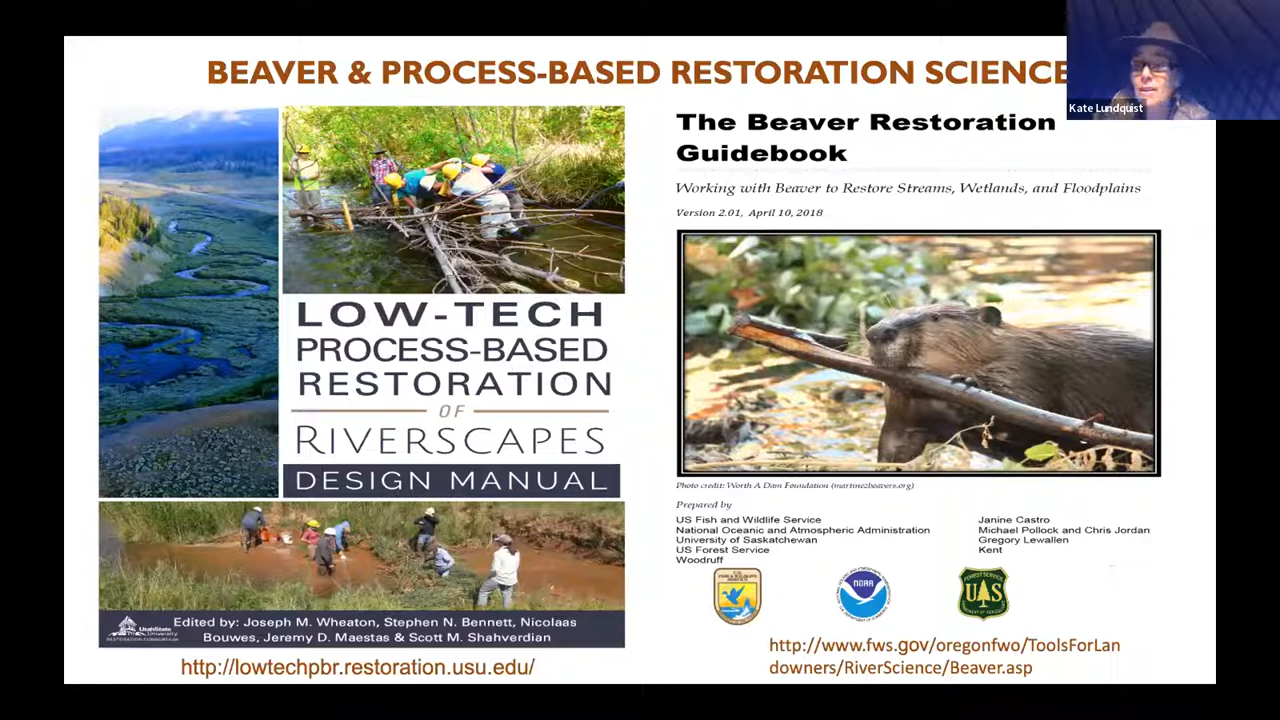 BEAVER & PROCESS-BASED RESTORATION SCIENCE
Kate Lundquist
LOW-TECH
PROCESS-BASED
RESTORATION
OF
RIVERSCAPES
DESIGN MANUAL
UtahState
University
Edited by: Joseph M. Wheaton, Stephen N. Bennett, Nicolaas
Bouwes, Jeremy D. Maestas & Scott M. Shahverdian
http://lowtechpbr.restoration.usu.edu/
The Beaver Restoration
Guidebook
Working with Beaver to Restore Streams, Wetlands, and Floodplains
Version 2.01, April 10, 2018
Photo credit: Worth A Dam Foundation (martinezbeavers.org)
Prepared by
US Fish and Wildlife Service Janine Castro
National Oceanic and Atmospheric Administration Michael Pollock and Chris Jordan
University of Saskatchewan Gregory Lewallen
US Forest Service Kent
Woodruff
NOAA
FOREST SERVICE
U S
http://www.fws.gov/oregonfwo/ToolsForLan
downers/RiverScience/Beaver.asp